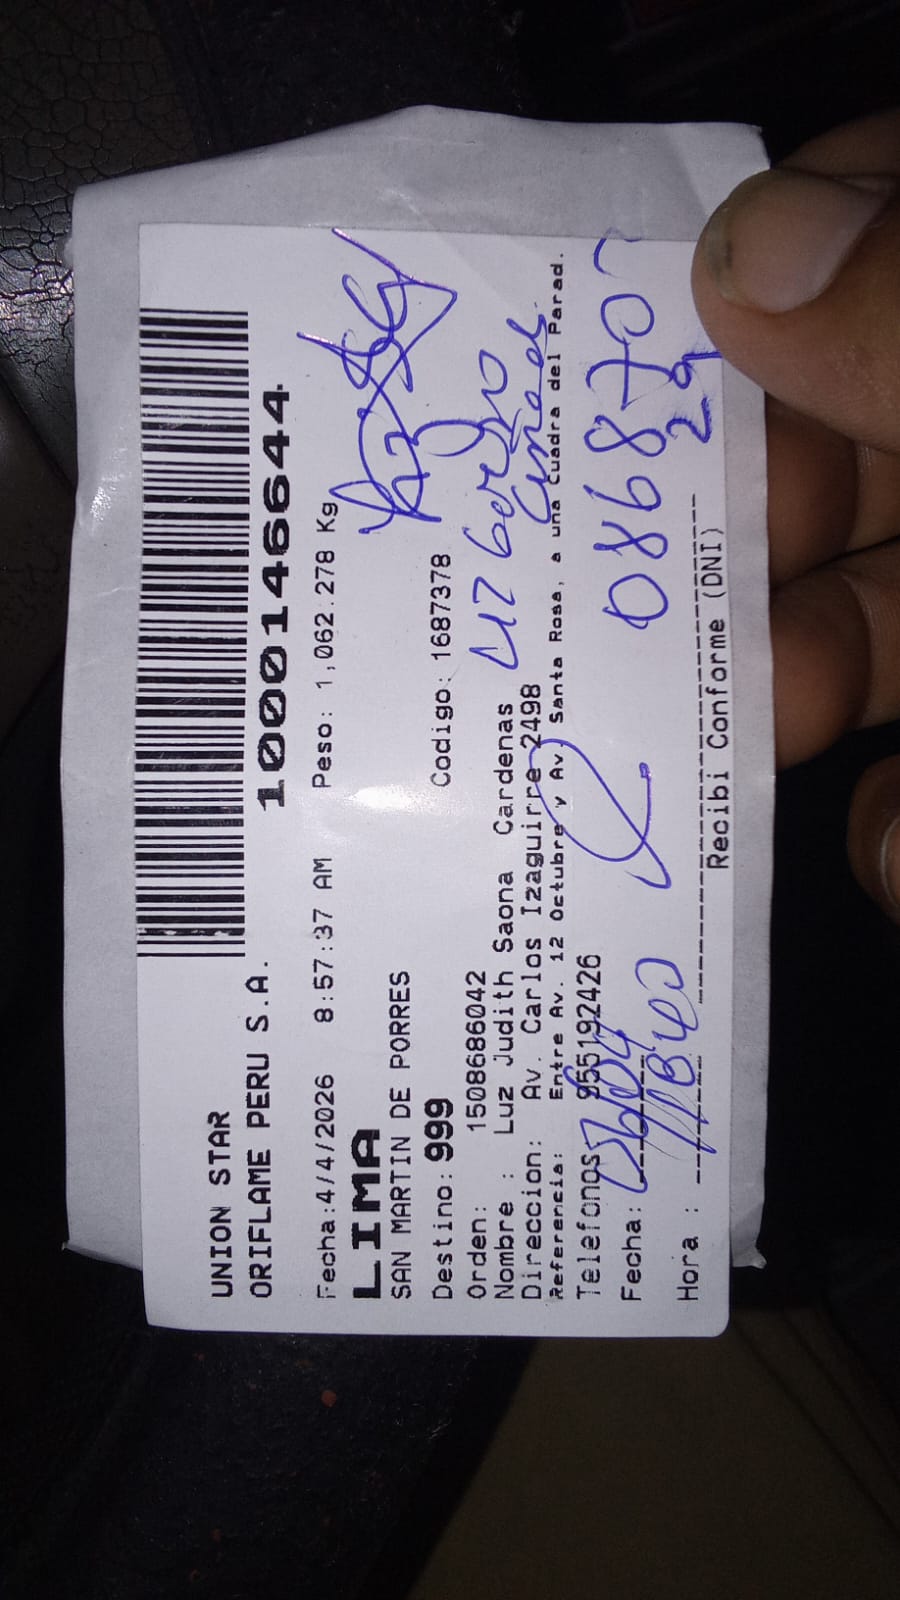 UNION STAR
ORIFLAME PERU S.A.
1000146644
Fecha:4/4/2026 8:57:37 AM Peso: 1,062.278 Kg
LIMA
SAN MARTIN DE PORRES
Destino: 999 Codigo: 1687378
Orden: 1508686042
Nombre : Luz Judith Saona Cardenas
Direccion: Av. Carlos Izaguirre 2498
Referencia: Entre Av. 12 Octubre y Av. Santa Rosa, a una Cuadra del Parad.
Telefonos 955192426
Fecha:
Hora :
Recibi Conforme (DNI)